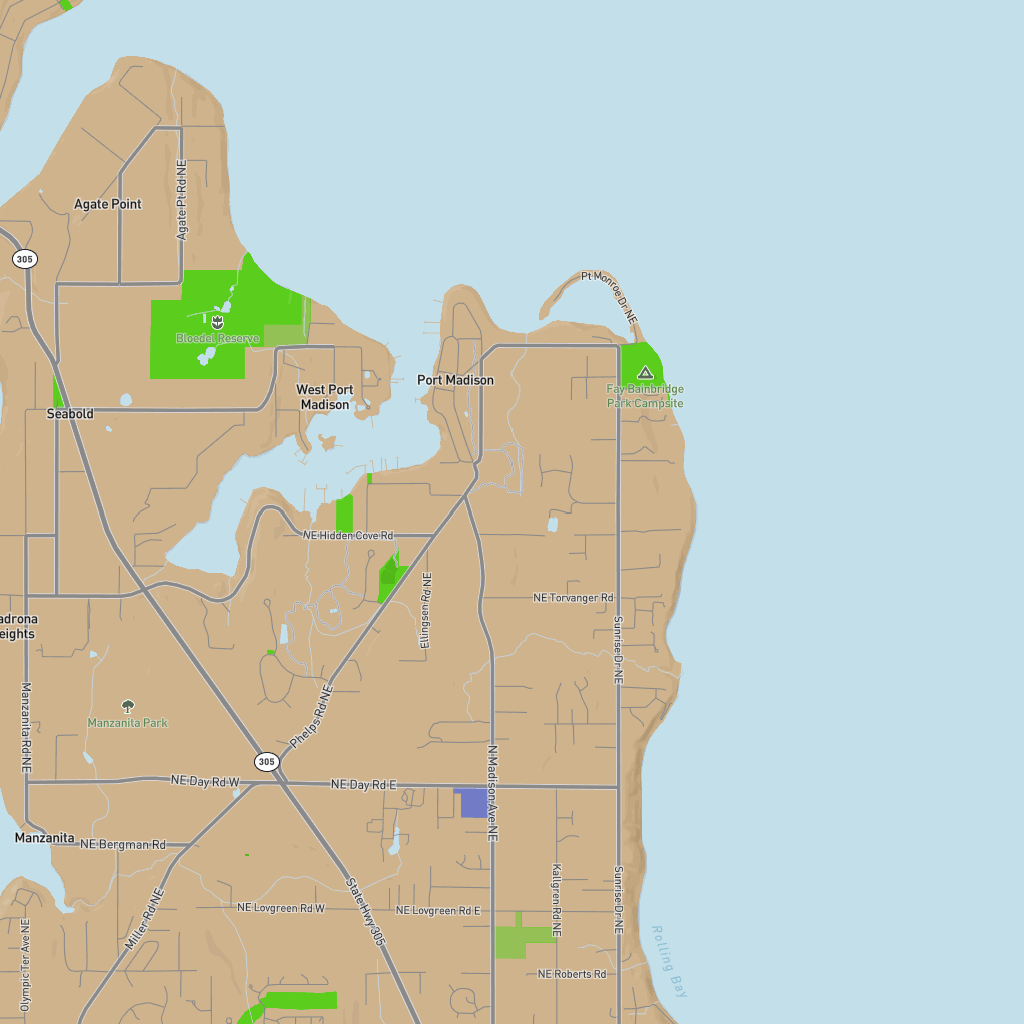 Agate Pt Rd NE
Agate Point
305
Pt Monroe Dr NE
Bloedel Reserve
West Port
Madison
Port Madison
Fay Bainbridge
Park Campsite
Seabold
NE Hidden Cove Rd
Ellingsen Rd NE
NE Torvanger Rd
adrona
eights
Sunrise Dr NE
Manzanita Rd NE
Manzanita Park
Phelps Rd NE
305
NE Day Rd W
NE Day Rd E
N Madison Ave NE
Manzanita
NE Bergman Rd
Kallgren Rd NE
Sunrise Dr NE
State Hwy 305
NE Lovgreen Rd W
NE Lovgreen Rd E
Miller Rd NE
Olympic Ter Ave NE
Rolling Bay
NE Roberts Rd